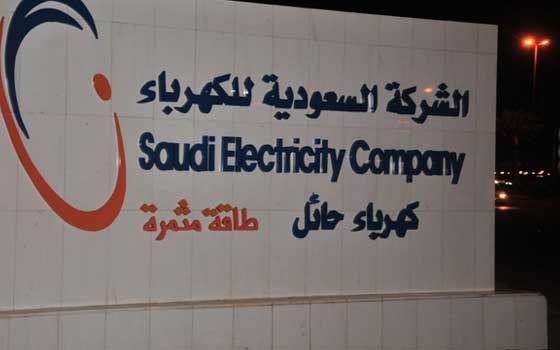 الشركة السعودية للكهرباء
Saudi Electricity Company
كهرباء حائل
طاقة مثمرة